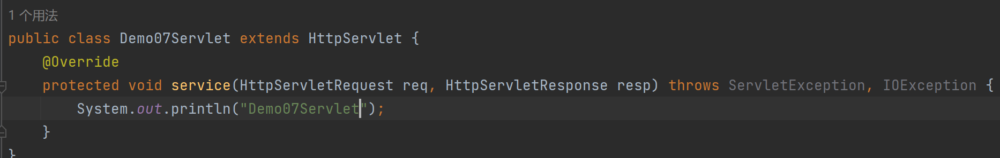 1 个用法
public class Demo07Servlet extends HttpServlet {
@Override
protected void service(HttpServletRequest req, HttpServletResponse resp) throws ServletException, IOException {
System.out.println("Demo07Servlet");
}
}